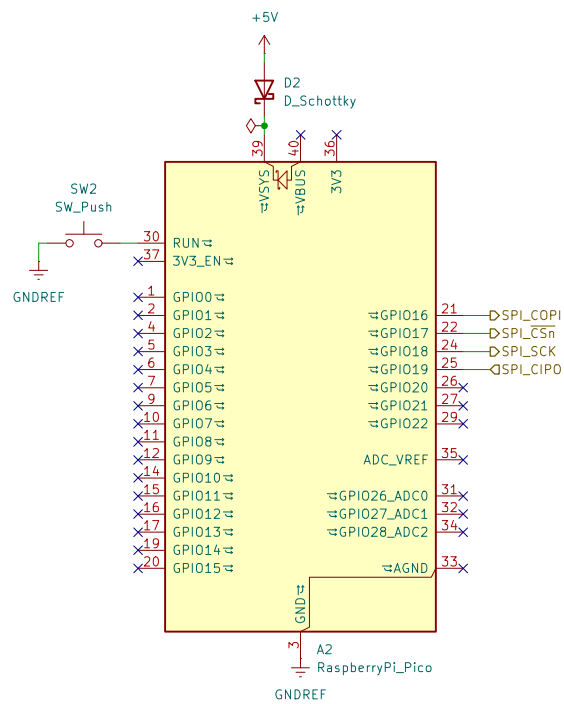 +5V
D2
D_Schottky
39
40
36
VSYS
VBUS
3V3
SW2
SW_Push
30
RUN
37
3V3_EN
GNDREF
1
GPIO0
2
GPIO1
4
GPIO2
5
GPIO3
6
GPIO4
7
GPIO5
9
GPIO6
10
GPIO7
11
GPIO8
12
GPIO9
14
GPIO10
15
GPIO11
16
GPIO12
17
GPIO13
19
GPIO14
20
GPIO15
GPIO16
21
SPI_COPI
GPIO17
22
SPI_CSn
GPIO18
24
SPI_SCK
GPIO19
25
SPI_CIPO
GPIO20
26
GPIO21
27
GPIO22
29
ADC_VREF
35
GPIO26_ADC0
31
GPIO27_ADC1
32
GPIO28_ADC2
34
AGND
33
GND
3
A2
RaspberryPi_Pico
GNDREF